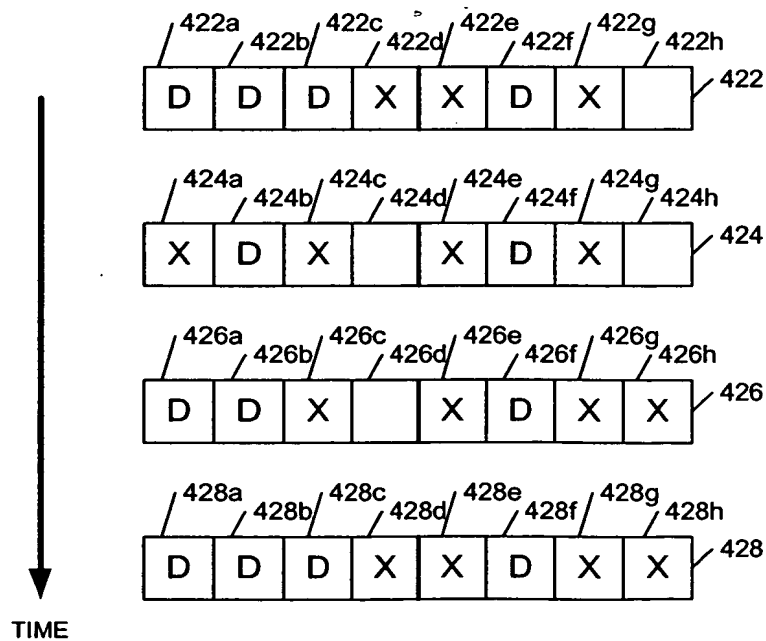 422a 422c 422e 422g
422b 422d 422f 422h
D D D X X D X
422
424a 424c 424e 424g
424b 424d 424f 424h
X D X X D X
424
426a 426c 426e 426g
426b 426d 426f 426h
D D X X D X X
426
428a 428c 428e 428g
428b 428d 428f 428h
D D D X X D X X
428
TIME